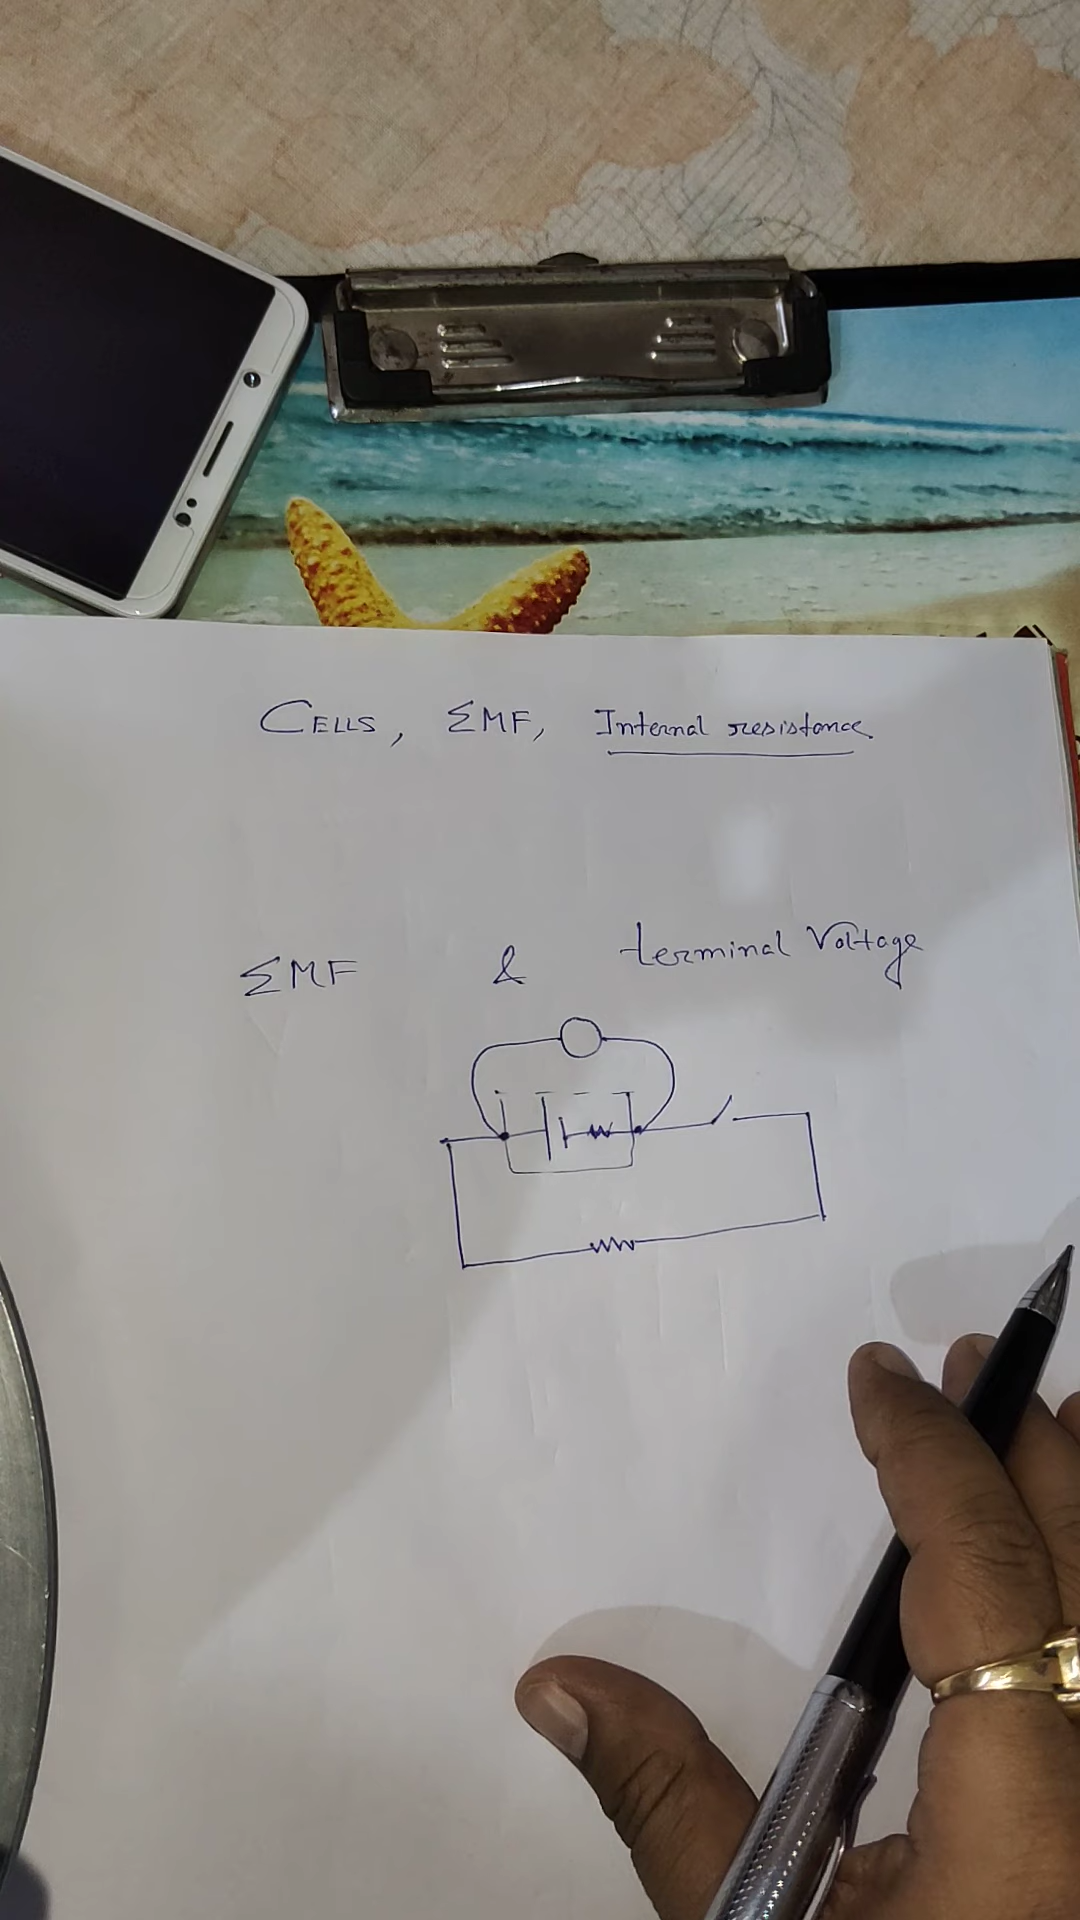 CELLS, EMF, Internal resistance
EMF & terminal Voltage